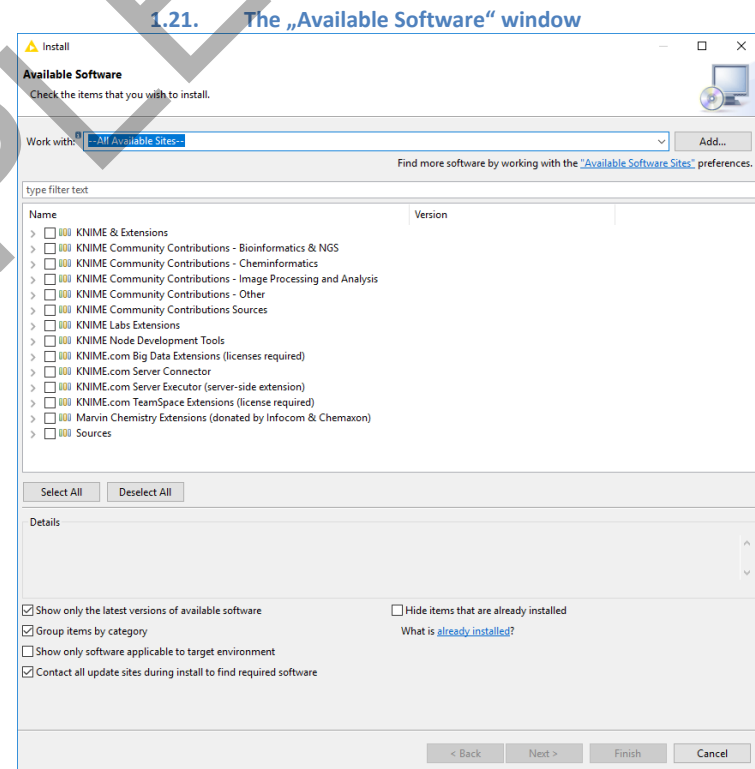 1.21. The „Available Software“ window
Install
Available Software
Check the items that you wish to install.
Work with: --All Available Sites--
Add...
Find more software by working with the "Available Software Sites" preferences.
type filter text
Name Version
KNIME & Extensions
KNIME Community Contributions - Bioinformatics & NGS
KNIME Community Contributions - Cheminformatics
KNIME Community Contributions - Image Processing and Analysis
KNIME Community Contributions - Other
KNIME Community Contributions Sources
KNIME Labs Extensions
KNIME Node Development Tools
KNIME.com Big Data Extensions (licenses required)
KNIME.com Server Connector
KNIME.com Server Executor (server-side extension)
KNIME.com TeamSpace Extensions (license required)
Marvin Chemistry Extensions (donated by Infocom & Chemaxon)
Sources
Select All Deselect All
Details
Show only the latest versions of available software Hide items that are already installed
Group items by category What is already installed?
Show only software applicable to target environment
Contact all update sites during install to find required software
< Back Next > Finish Cancel